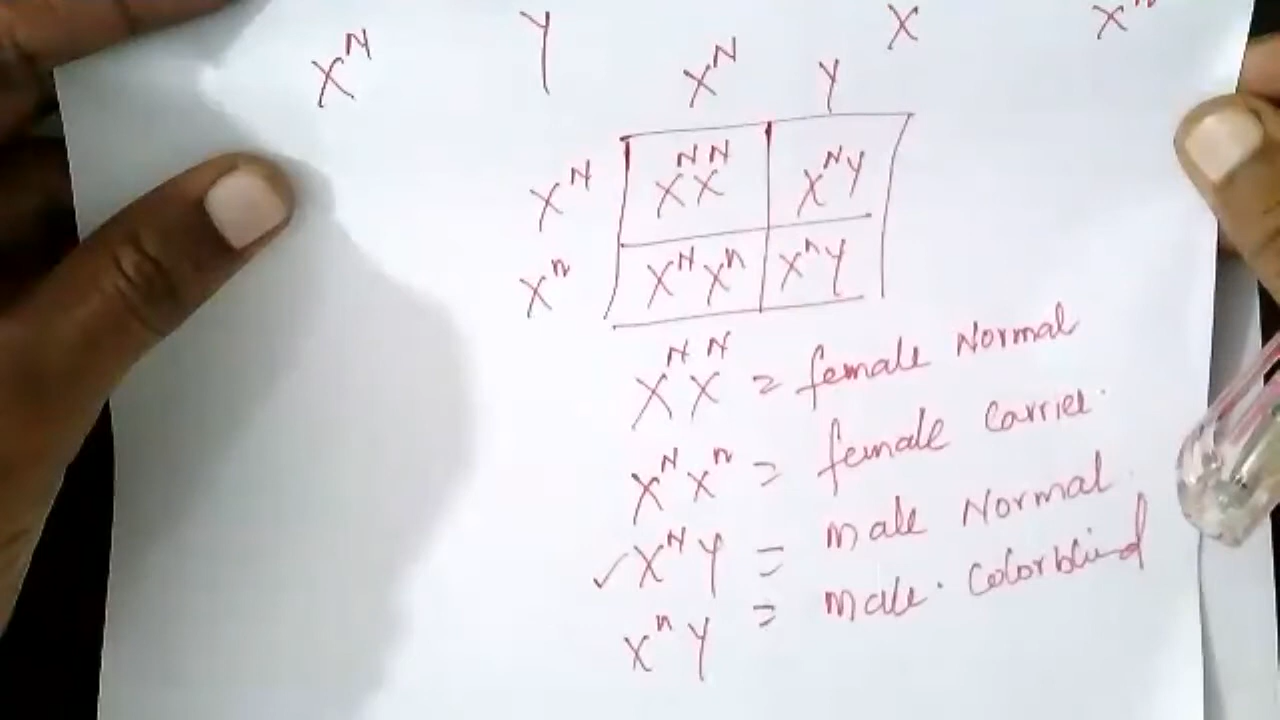 X^N Y X X^n
X^N Y
X^N X^N X^N X^N Y
X^n X^N X^n X^n Y
X^N X^N = female Normal
X^N X^n = female carrier.
✓X^N Y = male Normal
X^n Y = male. Colorblind